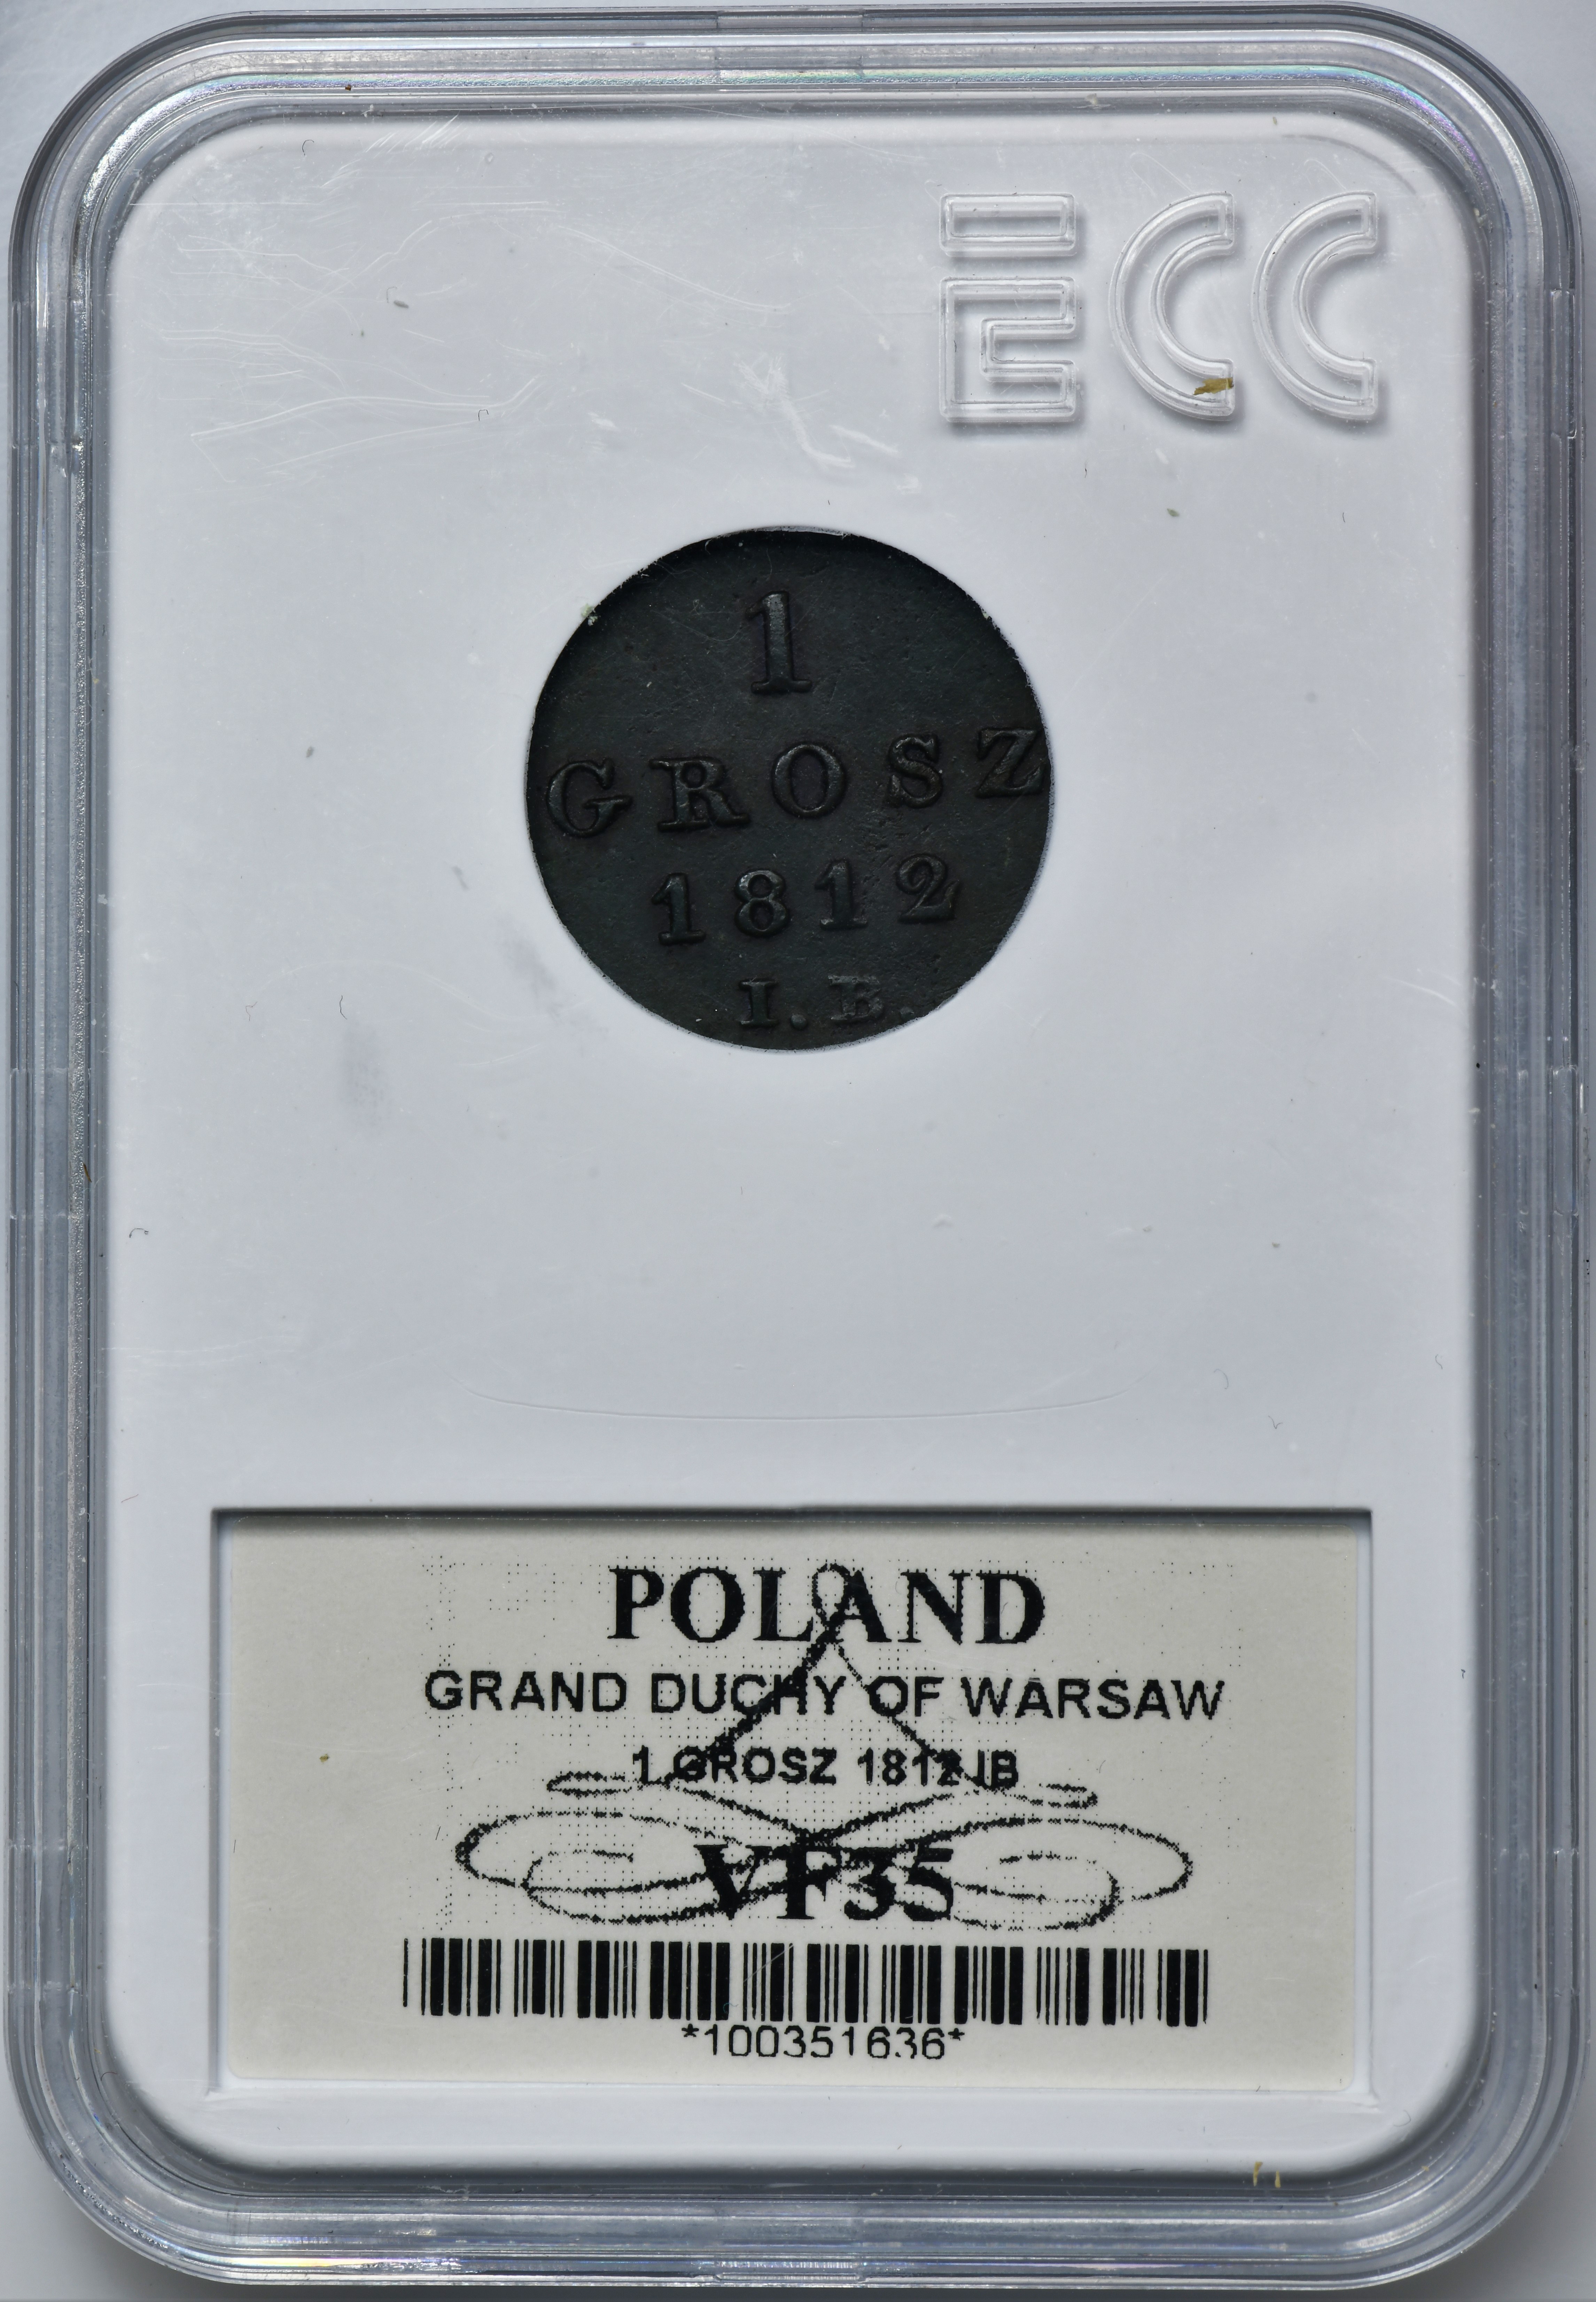 ECC
1
GROSZ
1812
I.B.
POLAND
GRAND DUCHY OF WARSAW
1 GROSZ 1812 IB
VF35
*100351636*